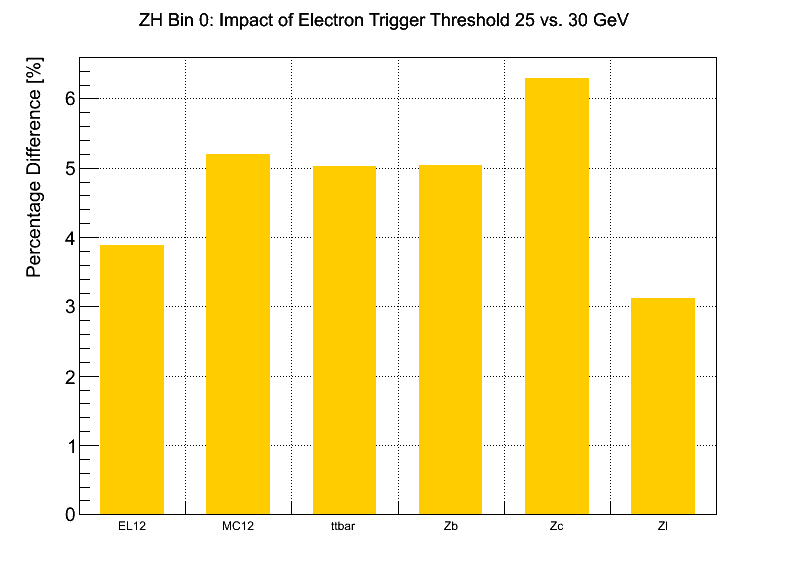 ZH Bin 0: Impact of Electron Trigger Threshold 25 vs. 30 GeV
Percentage Difference [%]
6
5
4
3
2
1
0
EL12 MC12 ttbar Zb Zc Zl